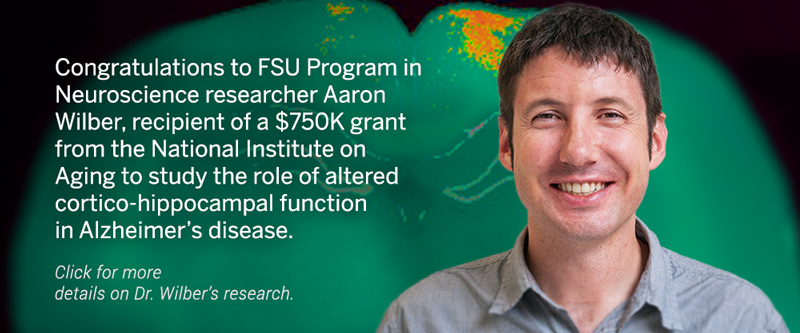 Congratulations to FSU Program in
Neuroscience researcher Aaron
Wilber, recipient of a $750K grant
from the National Institute on
Aging to study the role of altered
cortico-hippocampal function
in Alzheimer’s disease.
Click for more
details on Dr. Wilber’s research.